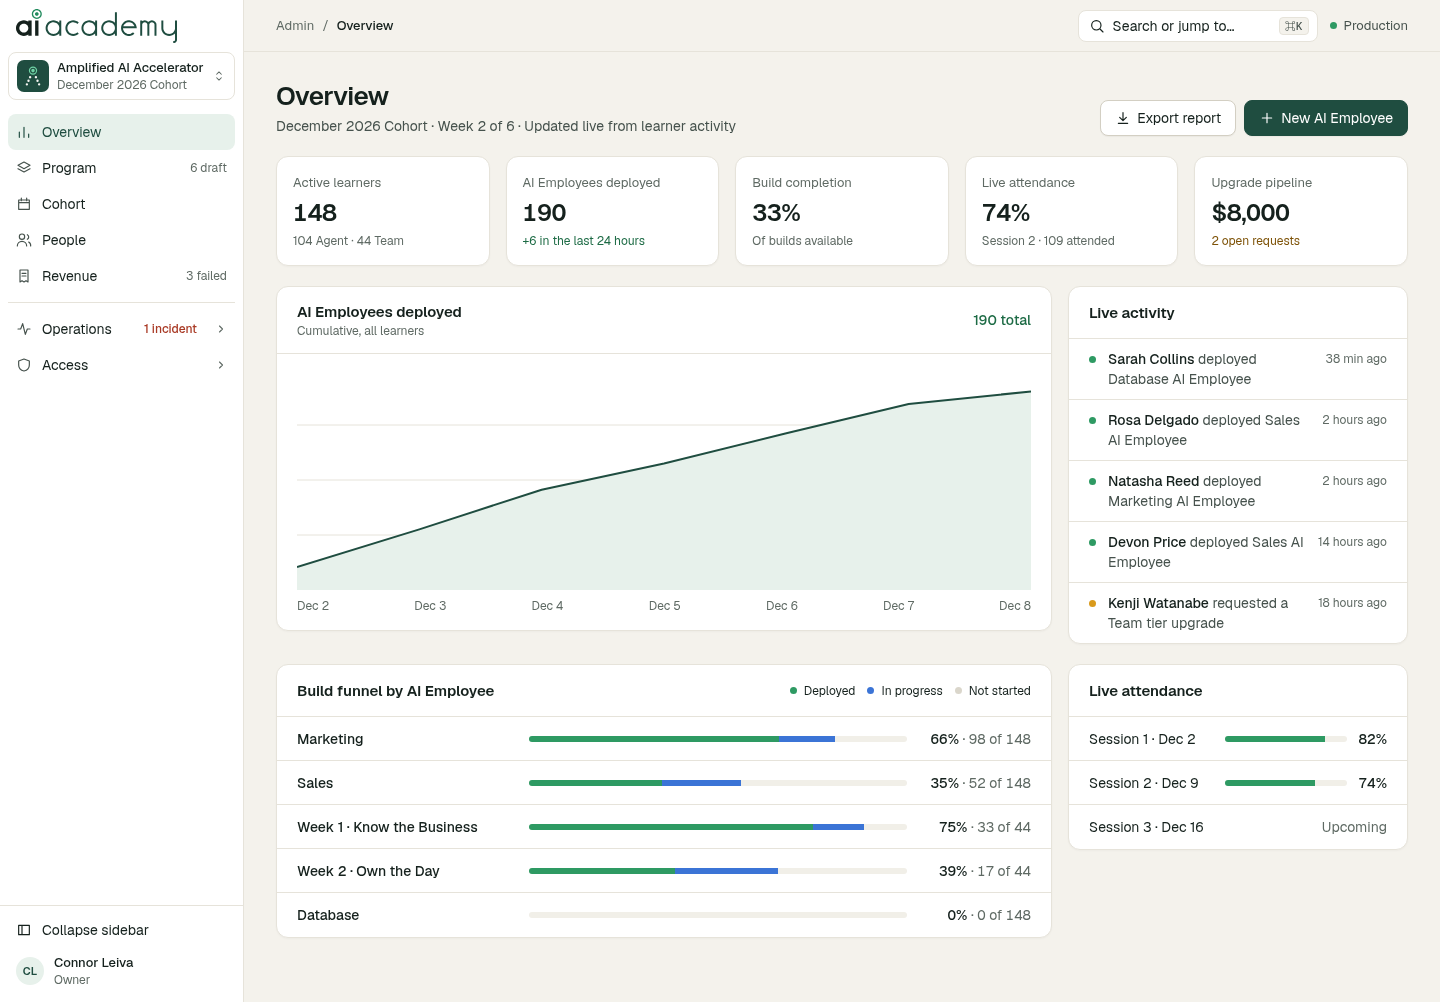 ai academy
Amplified AI Accelerator
December 2026 Cohort
Overview
Program 6 draft
Cohort
People
Revenue 3 failed
Operations 1 incident
Access
Collapse sidebar
CL
Connor Leiva
Owner
Admin / Overview
Search or jump to… ⌘K
Production
Overview
December 2026 Cohort · Week 2 of 6 · Updated live from learner activity
Export report
New AI Employee
Active learners
148
104 Agent · 44 Team
AI Employees deployed
190
+6 in the last 24 hours
Build completion
33%
Of builds available
Live attendance
74%
Session 2 · 109 attended
Upgrade pipeline
$8,000
2 open requests
AI Employees deployed
Cumulative, all learners
190 total
Dec 2 Dec 3 Dec 4 Dec 5 Dec 6 Dec 7 Dec 8
Live activity
Sarah Collins deployed 38 min ago
Database AI Employee
Rosa Delgado deployed Sales 2 hours ago
AI Employee
Natasha Reed deployed 2 hours ago
Marketing AI Employee
Devon Price deployed Sales AI 14 hours ago
Employee
Kenji Watanabe requested a 18 hours ago
Team tier upgrade
Build funnel by AI Employee
Deployed In progress Not started
Marketing 66% · 98 of 148
Sales 35% · 52 of 148
Week 1 · Know the Business 75% · 33 of 44
Week 2 · Own the Day 39% · 17 of 44
Database 0% · 0 of 148
Live attendance
Session 1 · Dec 2 82%
Session 2 · Dec 9 74%
Session 3 · Dec 16 Upcoming